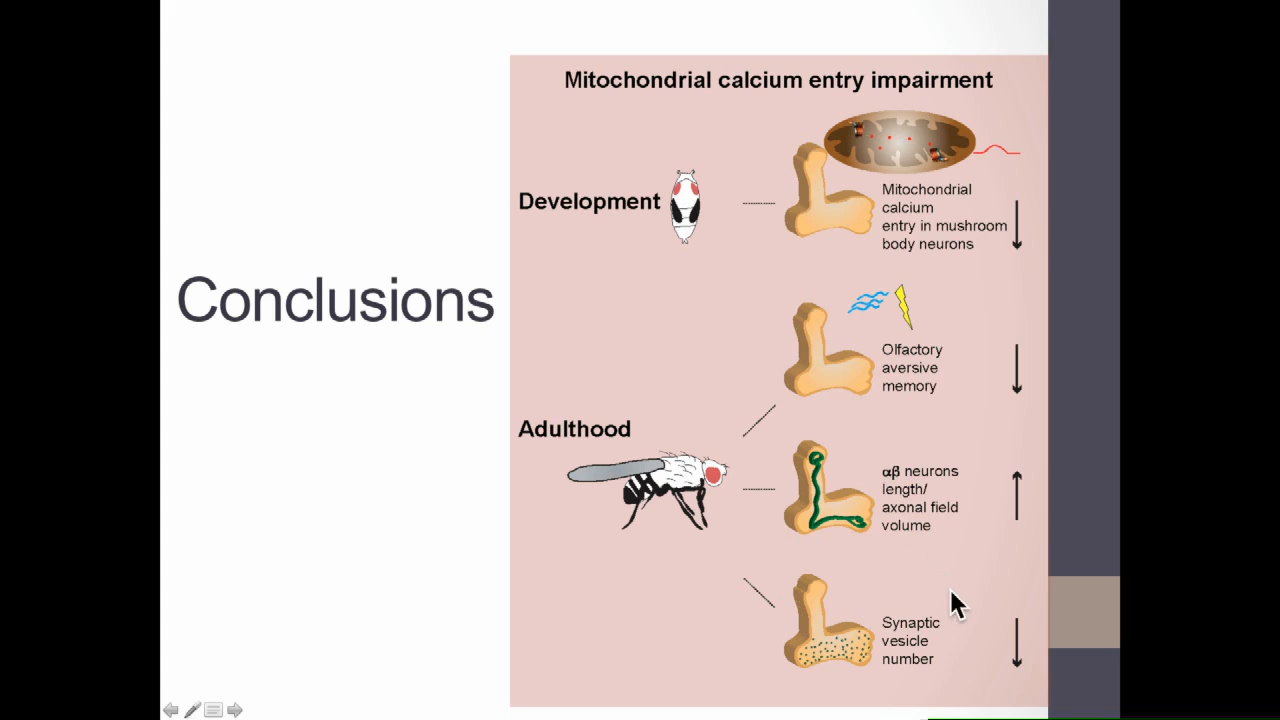 Conclusions
Mitochondrial calcium entry impairment
Development
Mitochondrial
calcium
entry in mushroom
body neurons
Adulthood
Olfactory
aversive
memory
αβ neurons
length/
axonal field
volume
Synaptic
vesicle
number